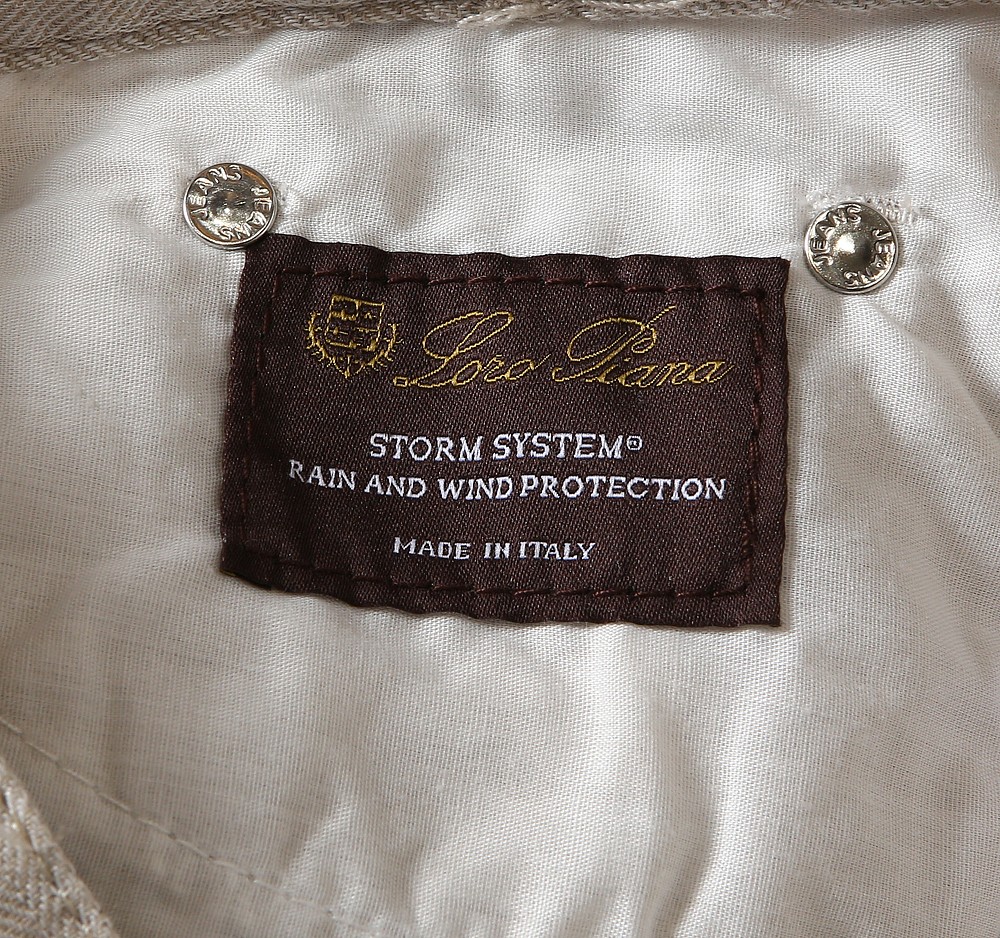 JEANS JEANS
JEANS JEANS
Loro Piana
STORM SYSTEM®
RAIN AND WIND PROTECTION
MADE IN ITALY